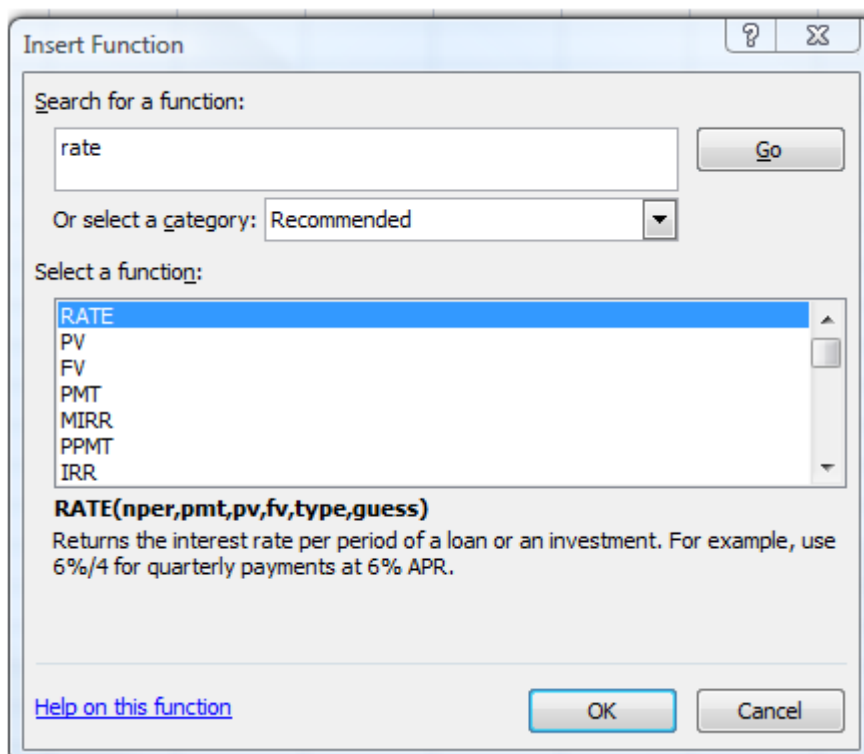 Insert Function
Search for a function:
rate
Go
Or select a category: Recommended
Select a function:
RATE
PV
FV
PMT
MIRR
PPMT
IRR
RATE(nper,pmt,pv,fv,type,guess)
Returns the interest rate per period of a loan or an investment. For example, use
6%/4 for quarterly payments at 6% APR.
Help on this function
OK
Cancel